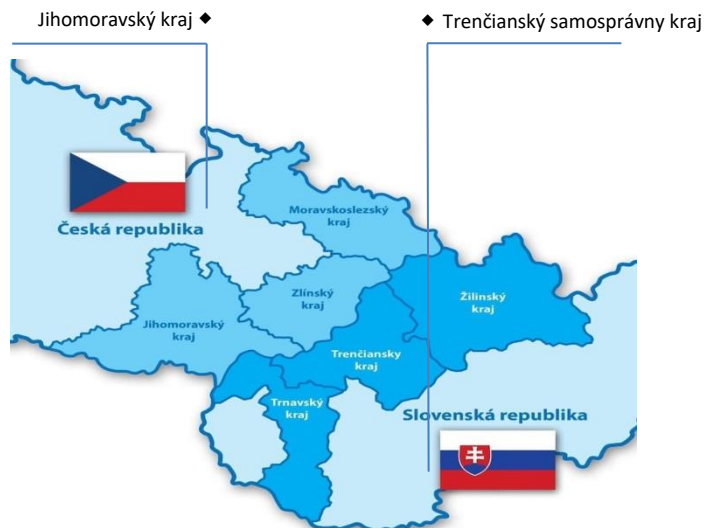 Jihomoravský kraj ◆
◆ Trenčianský samosprávny kraj
Moravskoslezský
kraj
Česká republika
Zlínský
kraj
Žilinský
kraj
Jihomoravský
kraj
Trenčiansky
kraj
Trnavský
kraj
Slovenská republika